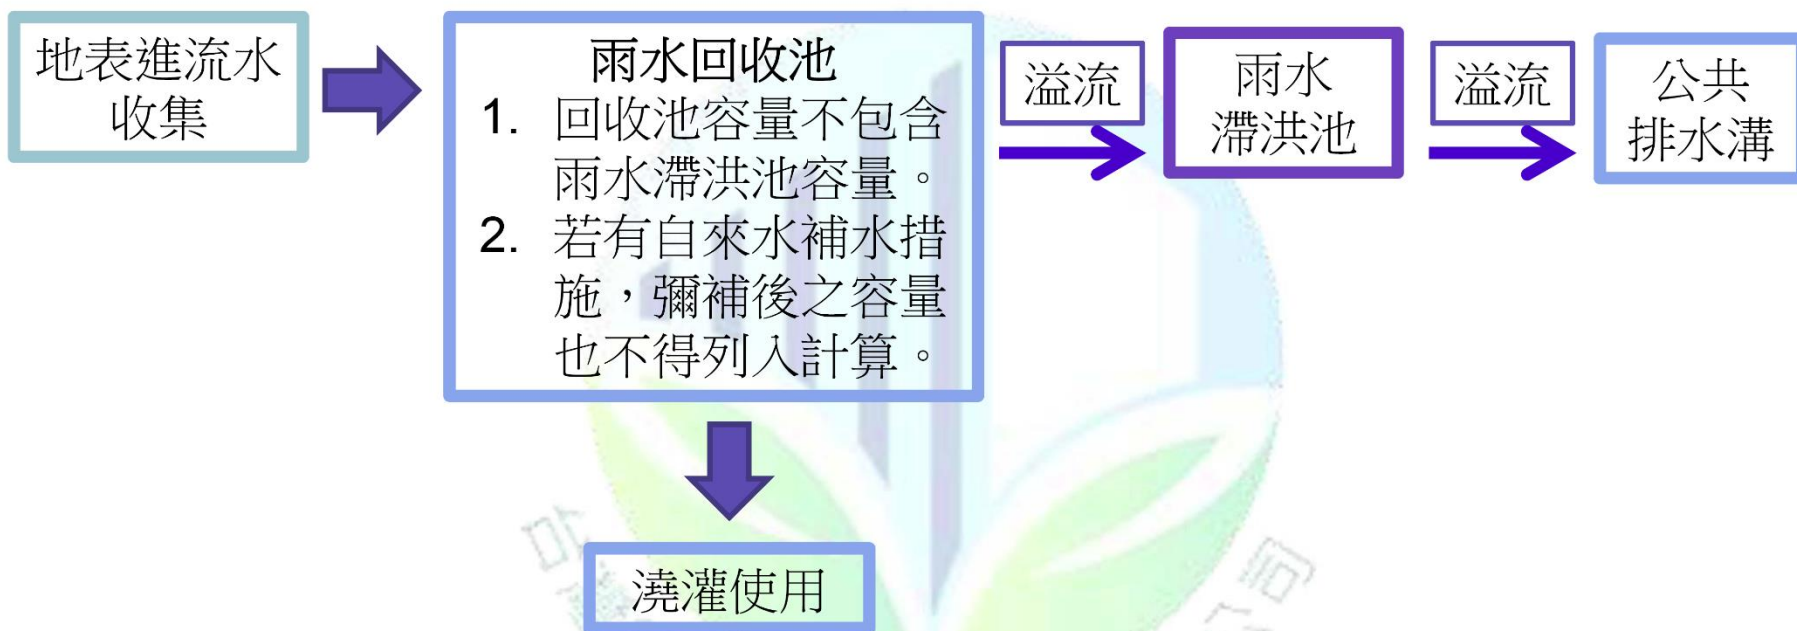 地表進流水
收集
雨水回收池
1. 回收池容量不包含
雨水滯洪池容量。
2. 若有自來水補水措
施，彌補後之容量
也不得列入計算。
溢流
雨水
滯洪池
溢流
公共
排水溝
澆灌使用